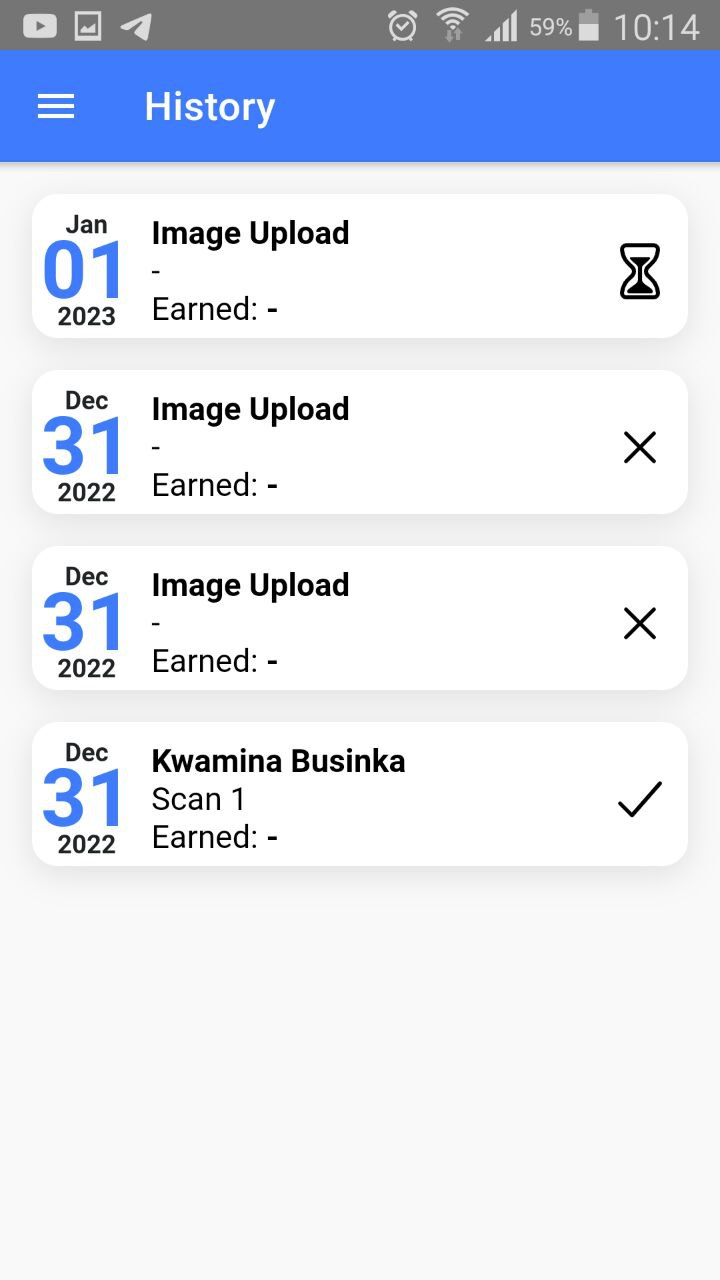 59% 10:14
History
Jan
01
2023
Image Upload
-
Earned: -
Dec
31
2022
Image Upload
-
Earned: -
Dec
31
2022
Image Upload
-
Earned: -
Dec
31
2022
Kwamina Businka
Scan 1
Earned: -